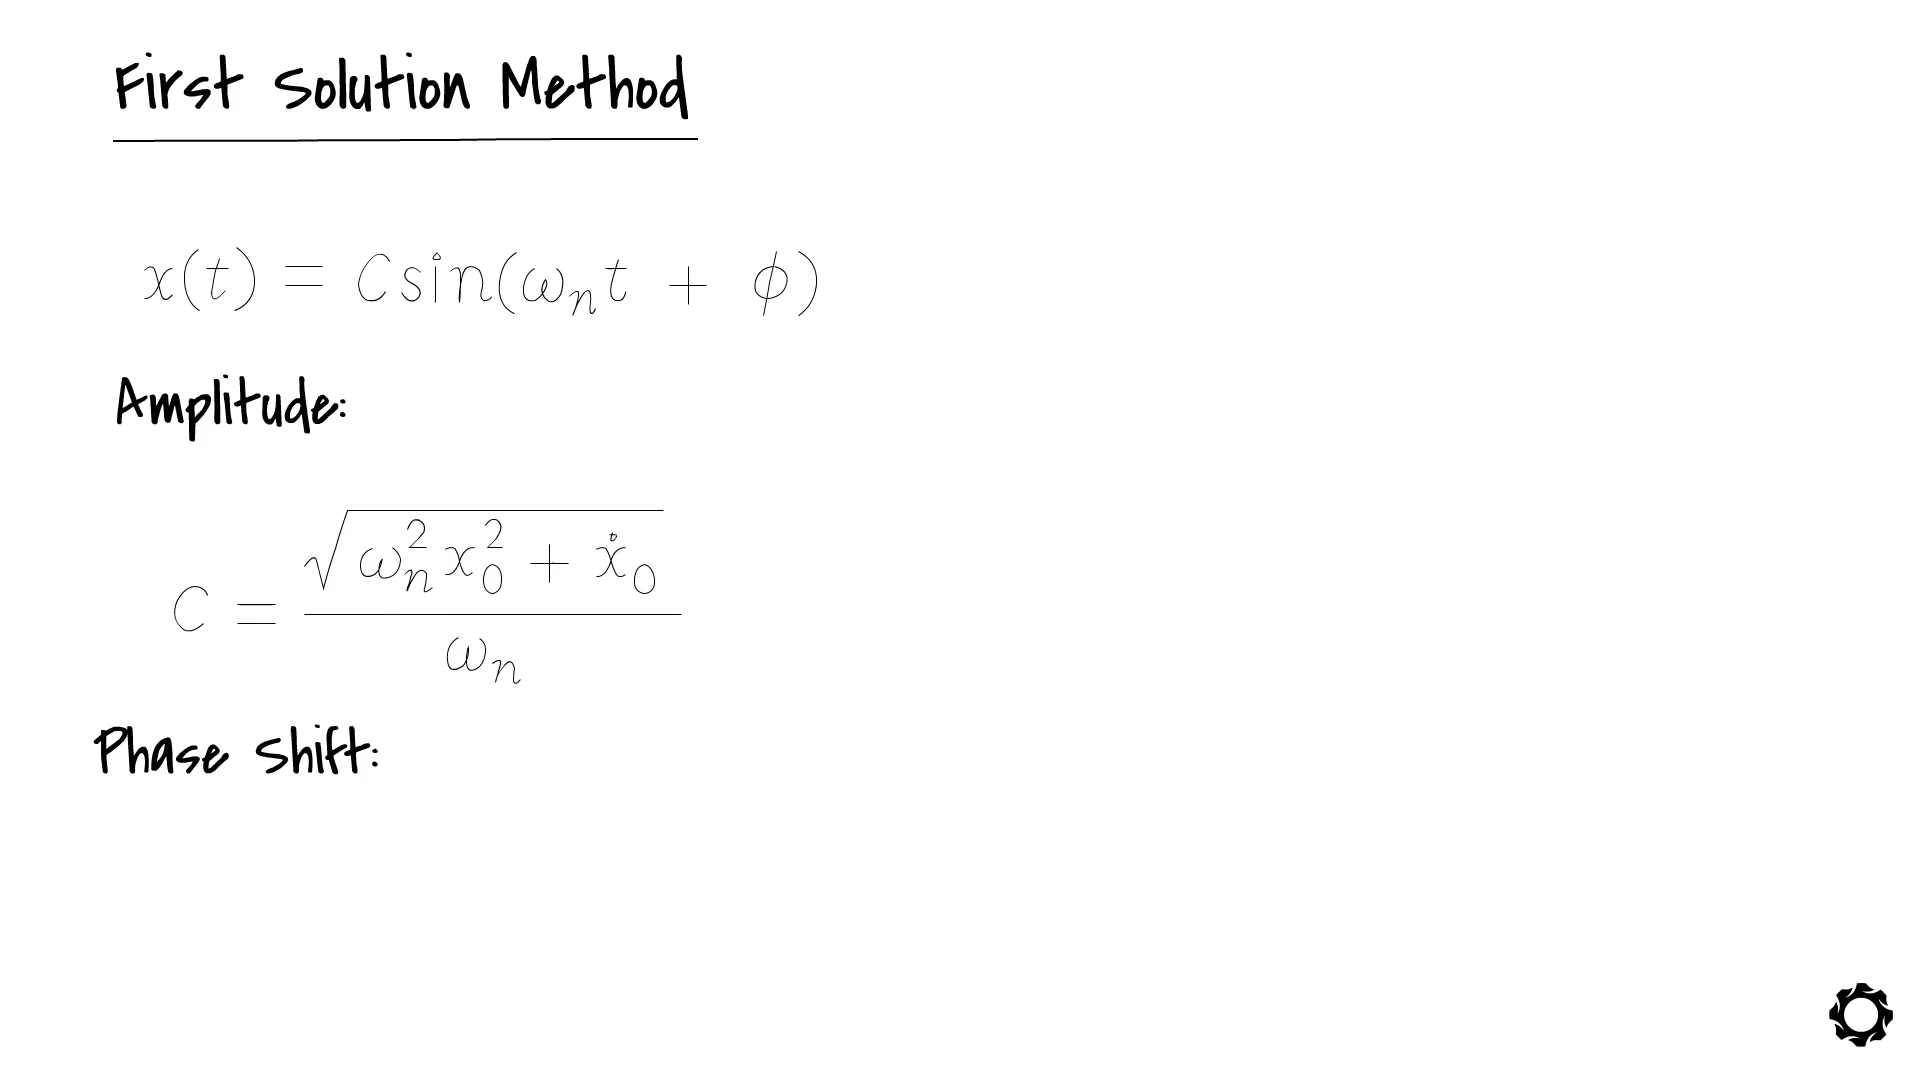 First Solution Method
x(t) = Csin(ωₙt + ϕ)
Amplitude:
C = √(ωₙ²x₀² + ẋ₀) / ωₙ
Phase Shift: